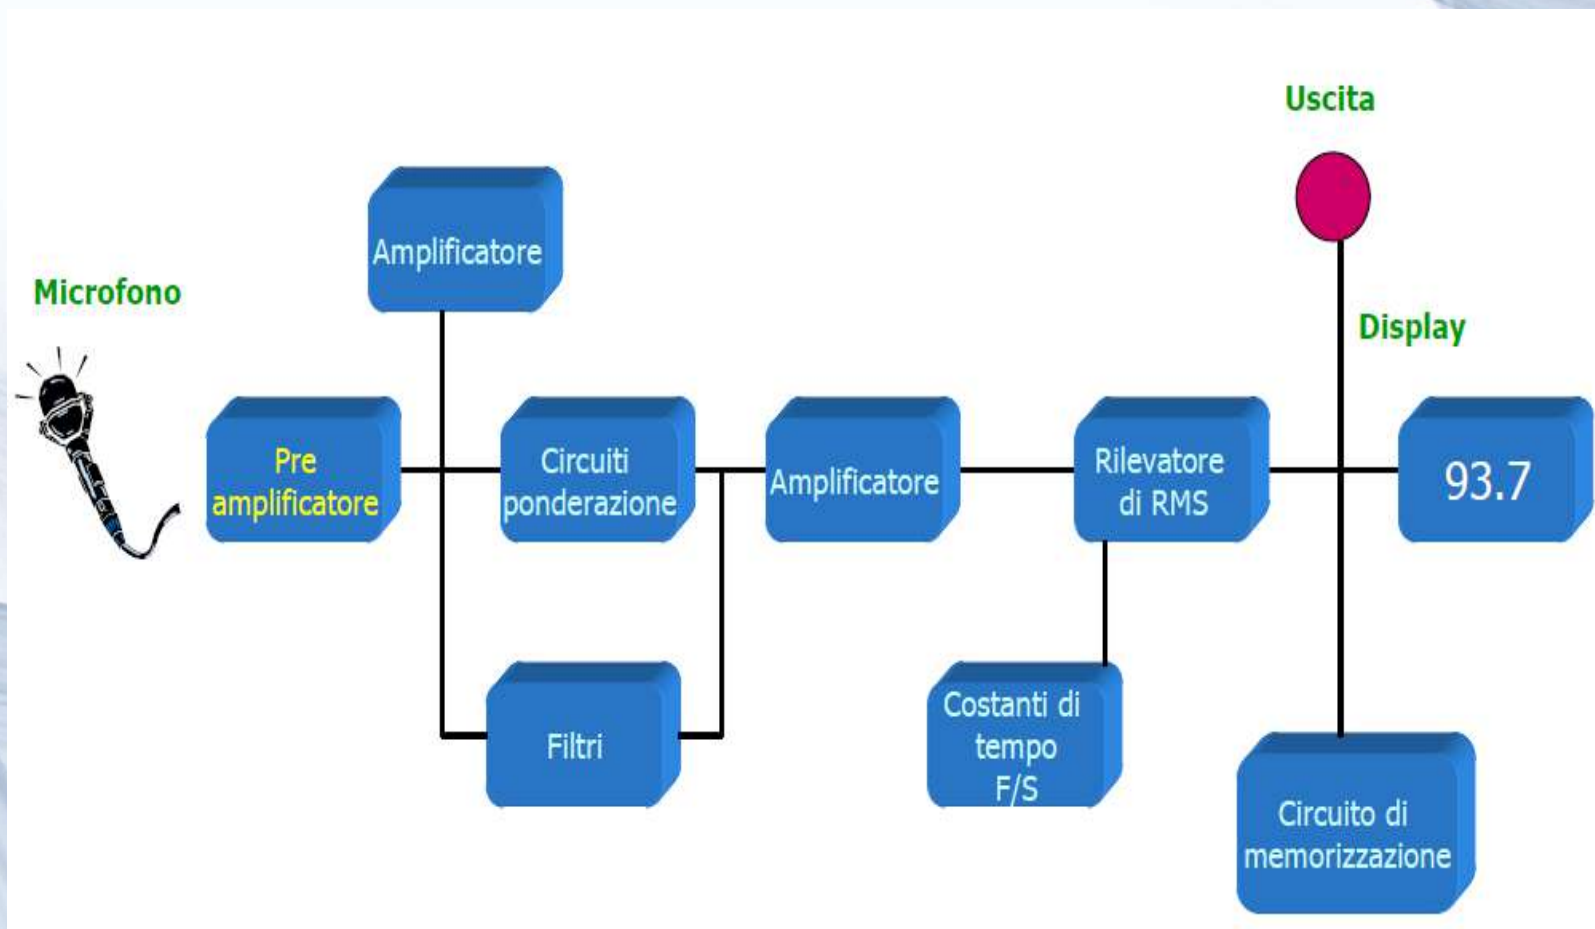 Uscita
Amplificatore
Microfono
Display
Pre
amplificatore
Circuiti
ponderazione
Amplificatore
Rilevatore
di RMS
93.7
Filtri
Costanti di
tempo
F/S
Circuito di
memorizzazione